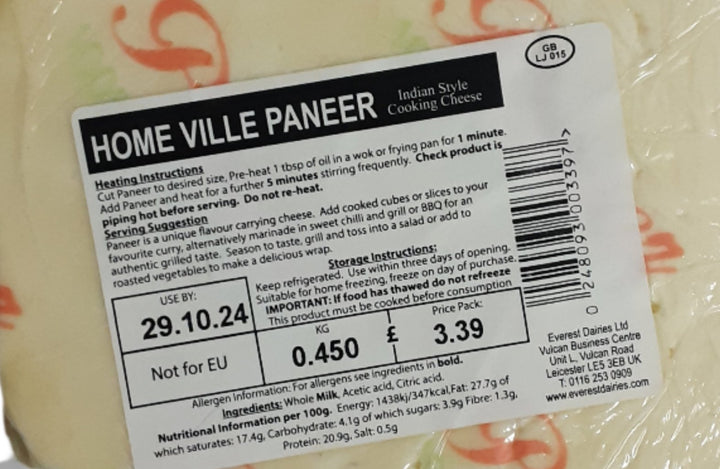 GB
LJ 015
HOME VILLE PANEER
Indian Style
Cooking Cheese
Heating Instructions
Cut Paneer to desired size, Pre-heat 1 tbsp of oil in a wok or frying pan for 1 minute.
Add Paneer and heat for a further 5 minutes stirring frequently. Check product is
piping hot before serving. Do not re-heat.
Serving Suggestion
Paneer is a unique flavour carrying cheese. Add cooked cubes or slices to your
favourite curry, alternatively marinade in sweet chilli and grill or BBQ for an
authentic grilled taste. Season to taste, grill and toss into a salad or add to
roasted vegetables to make a delicious wrap.
Storage Instructions:
Keep refrigerated. Use within three days of opening.
Suitable for home freezing, freeze on day of purchase.
IMPORTANT: If food has thawed do not refreeze
This product must be cooked before consumption
USE BY:
29.10.24
Not for EU
KG
0.450
£
Price Pack:
3.39
0 248093 003397 >
Allergen information: For allergens see ingredients in bold.
Ingredients: Whole Milk, Acetic acid, Citric acid.
Nutritional Information per 100g. Energy: 1438kj/347kcal,Fat: 27.7g of
which saturates: 17.4g, Carbohydrate: 4.1g of which sugars: 3.9g Fibre: 1.3g,
Protein: 20.9g, Salt: 0.5g
Everest Dairies Ltd
Vulcan Business Centre
Unit L, Vulcan Road
Leicester LE5 3EB UK
T: 0116 253 0909
www.everestdairies.com